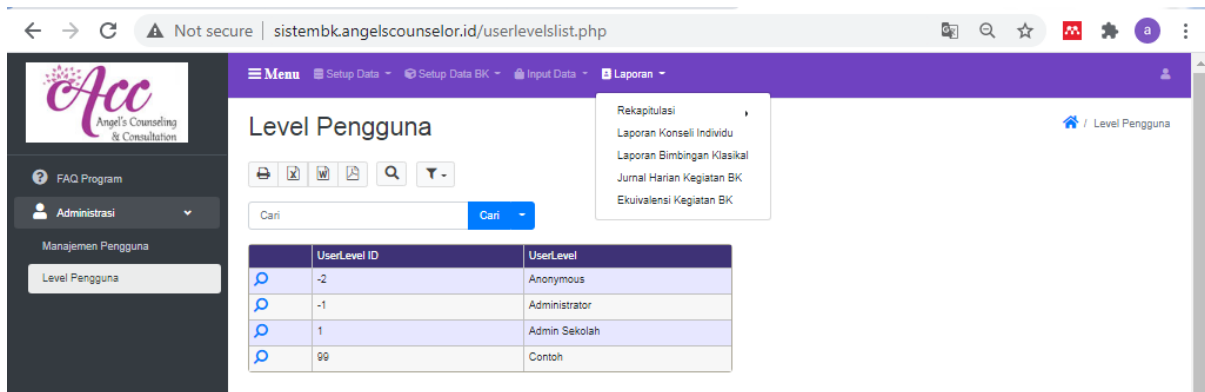 Not secure | sistembk.angelscounselor.id/userlevelslist.php
a
Acc
Angel's Counseling
& Consultation
Menu Setup Data Setup Data BK Input Data Laporan
Rekapitulasi
Laporan Konseli Individu
Laporan Bimbingan Klasikal
Jurnal Harian Kegiatan BK
Ekuivalensi Kegiatan BK
Level Pengguna
/ Level Pengguna
FAQ Program
Administrasi
Manajemen Pengguna
Level Pengguna
Cari Cari
UserLevel ID UserLevel
-2 Anonymous
-1 Administrator
1 Admin Sekolah
99 Contoh